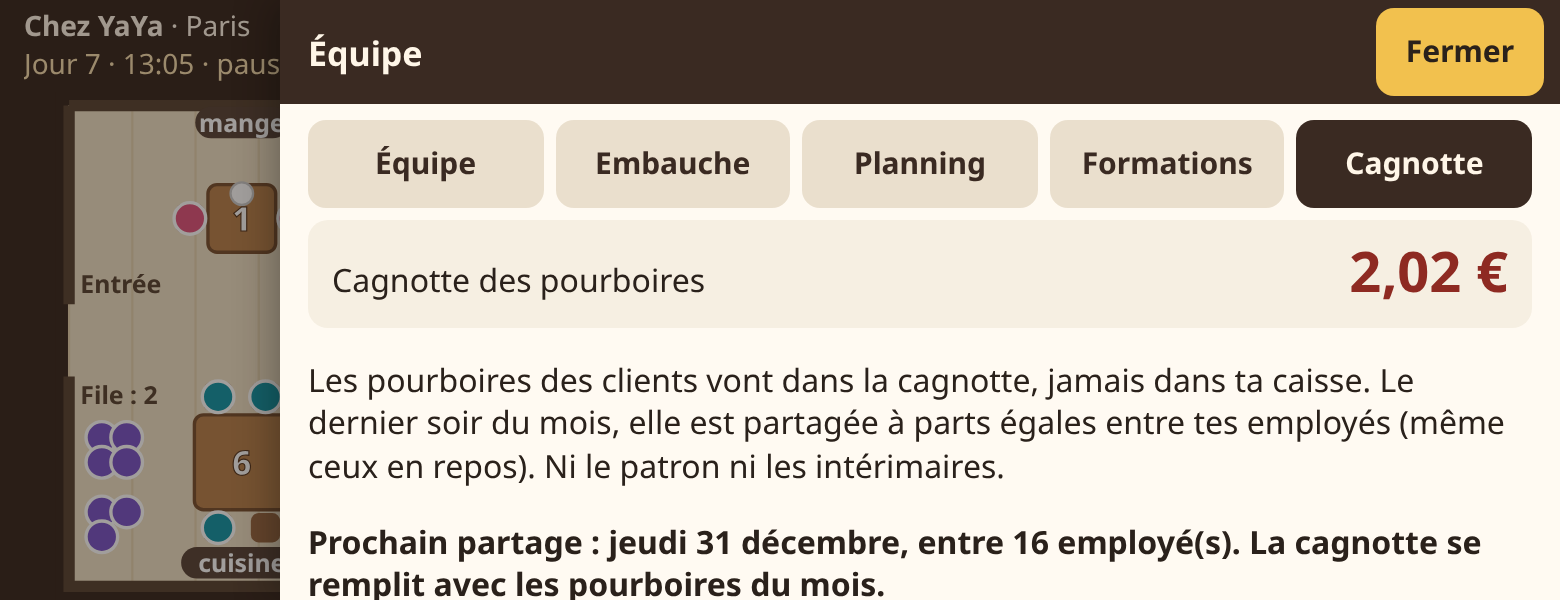 Chez YaYa · Paris
Jour 7 · 13:05 · paus
mange
1
Entrée
File : 2
6
cuisine
Équipe
Fermer
Équipe
Embauche
Planning
Formations
Cagnotte
Cagnotte des pourboires
2,02 €
Les pourboires des clients vont dans la cagnotte, jamais dans ta caisse. Le
dernier soir du mois, elle est partagée à parts égales entre tes employés (même
ceux en repos). Ni le patron ni les intérimaires.
Prochain partage : jeudi 31 décembre, entre 16 employé(s). La cagnotte se
remplit avec les pourboires du mois.